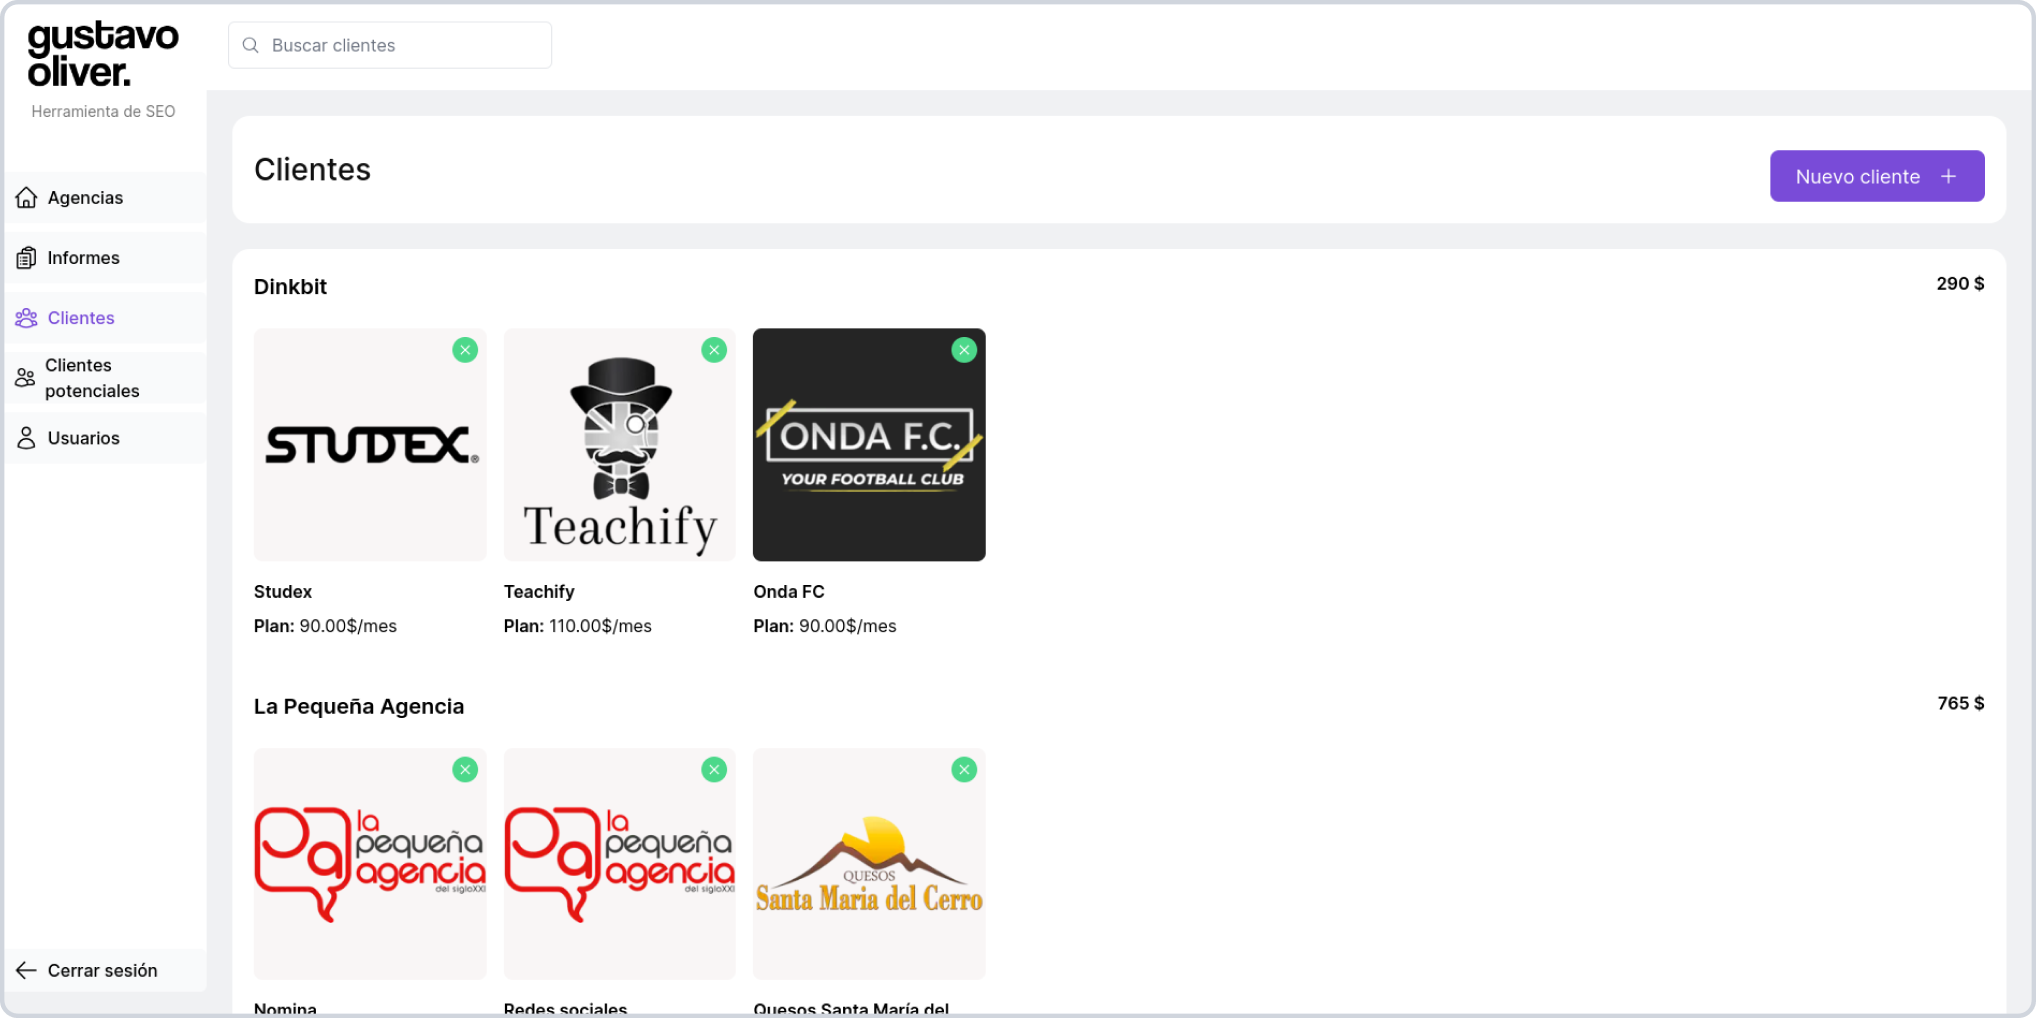 gustavo
oliver.
Herramienta de SEO
Buscar clientes
Agencias
Informes
Clientes
Clientes
potenciales
Usuarios
Cerrar sesión
Clientes
Nuevo cliente +
Dinkbit
290 $
STUDEX®
Teachify
ONDA F.C.
YOUR FOOTBALL CLUB
Studex
Teachify
Onda FC
Plan: 90.00$/mes
Plan: 110.00$/mes
Plan: 90.00$/mes
La Pequeña Agencia
765 $
la
pequeña
agencia
del sigloXXI
la
pequeña
agencia
del sigloXXI
QUESOS
Santa Maria del Cerro
Nomina
Redes sociales
Quesos Santa María del